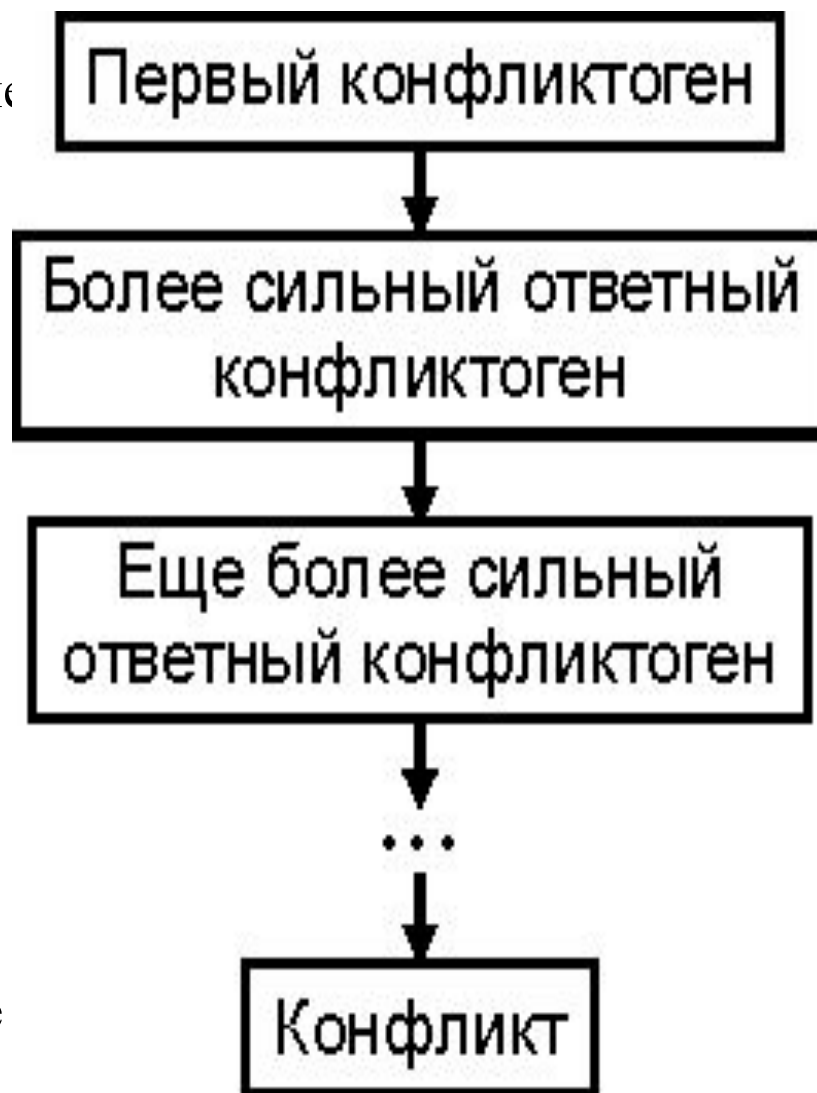 Первый конфликтоген
Более сильный ответный
конфликтоген
Еще более сильный
ответный конфликтоген
...
Конфликт